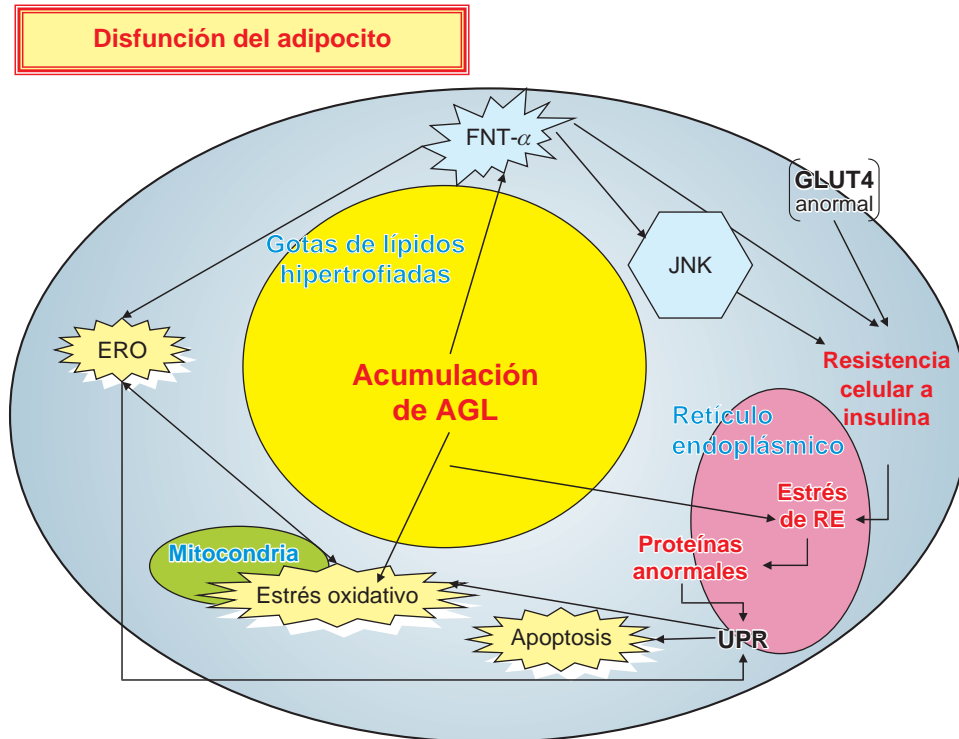 Disfunción del adipocito
FNT-α
GLUT4
anormal
Gotas de lípidos
hipertrofiadas
JNK
ERO
Acumulación
de AGL
Resistencia
celular a
insulina
Retículo
endoplásmico
Estrés
de RE
Mitocondria
Proteínas
anormales
Estrés oxidativo
Apoptosis
UPR